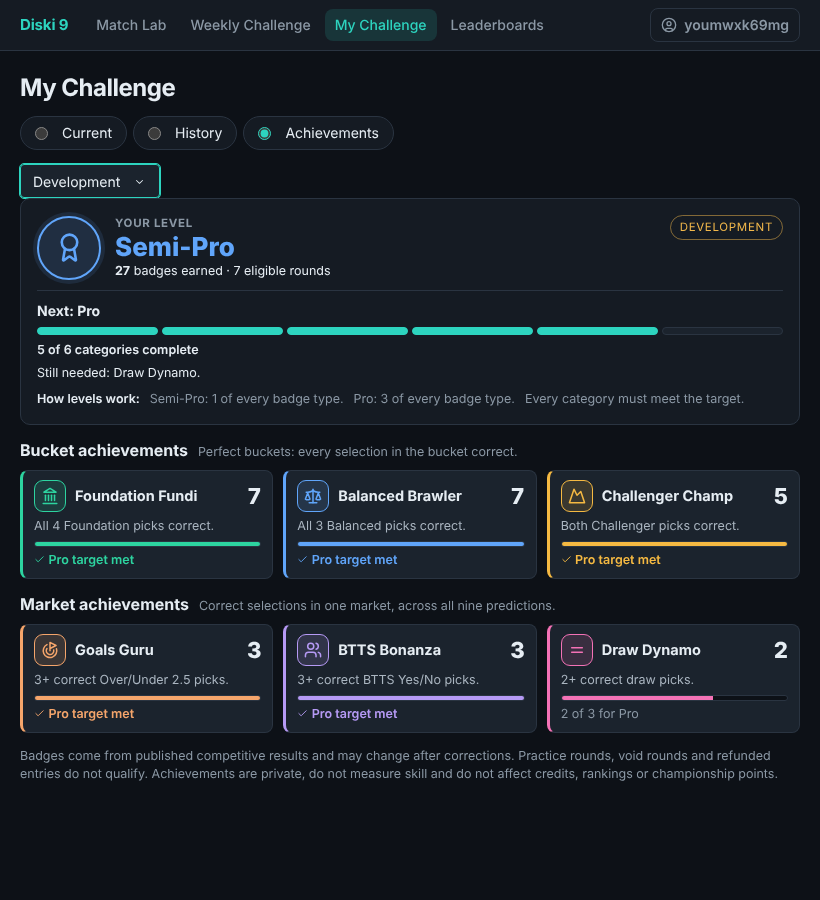 Diski 9
Match Lab
Weekly Challenge
My Challenge
Leaderboards
youmwxk69mg
My Challenge
Current
History
Achievements
Development
YOUR LEVEL
Semi-Pro
27 badges earned · 7 eligible rounds
DEVELOPMENT
Next: Pro
5 of 6 categories complete
Still needed: Draw Dynamo.
How levels work: Semi-Pro: 1 of every badge type. Pro: 3 of every badge type. Every category must meet the target.
Bucket achievements Perfect buckets: every selection in the bucket correct.
Foundation Fundi 7
All 4 Foundation picks correct.
✓ Pro target met
Balanced Brawler 7
All 3 Balanced picks correct.
✓ Pro target met
Challenger Champ 5
Both Challenger picks correct.
✓ Pro target met
Market achievements Correct selections in one market, across all nine predictions.
Goals Guru 3
3+ correct Over/Under 2.5 picks.
✓ Pro target met
BTTS Bonanza 3
3+ correct BTTS Yes/No picks.
✓ Pro target met
Draw Dynamo 2
2+ correct draw picks.
2 of 3 for Pro
Badges come from published competitive results and may change after corrections. Practice rounds, void rounds and refunded
entries do not qualify. Achievements are private, do not measure skill and do not affect credits, rankings or championship points.